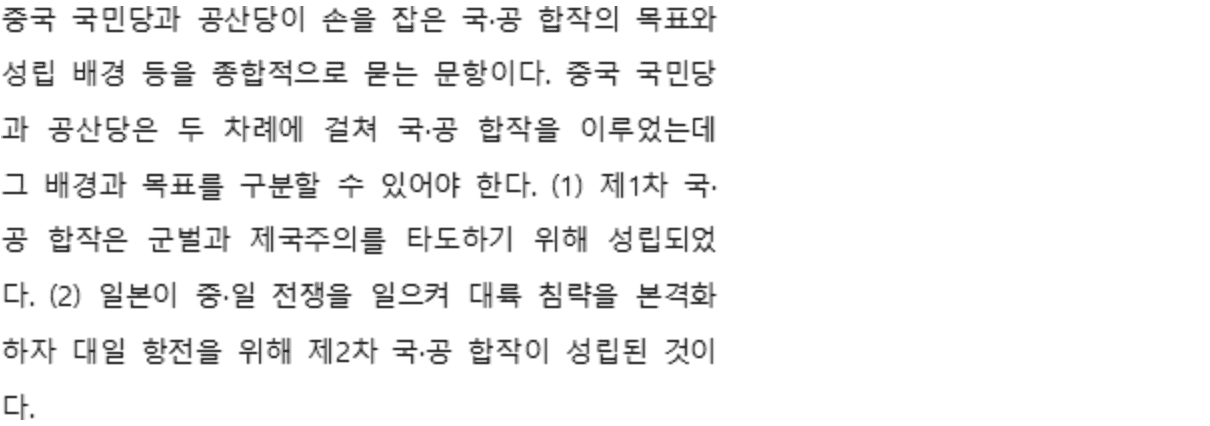 중국 국민당과 공산당이 손을 잡은 국·공 합작의 목표와
성립 배경 등을 종합적으로 묻는 문항이다. 중국 국민당
과 공산당은 두 차례에 걸쳐 국·공 합작을 이루었는데
그 배경과 목표를 구분할 수 있어야 한다. (1) 제1차 국·
공 합작은 군벌과 제국주의를 타도하기 위해 성립되었
다. (2) 일본이 중·일 전쟁을 일으켜 대륙 침략을 본격화
하자 대일 항전을 위해 제2차 국·공 합작이 성립된 것이
다.